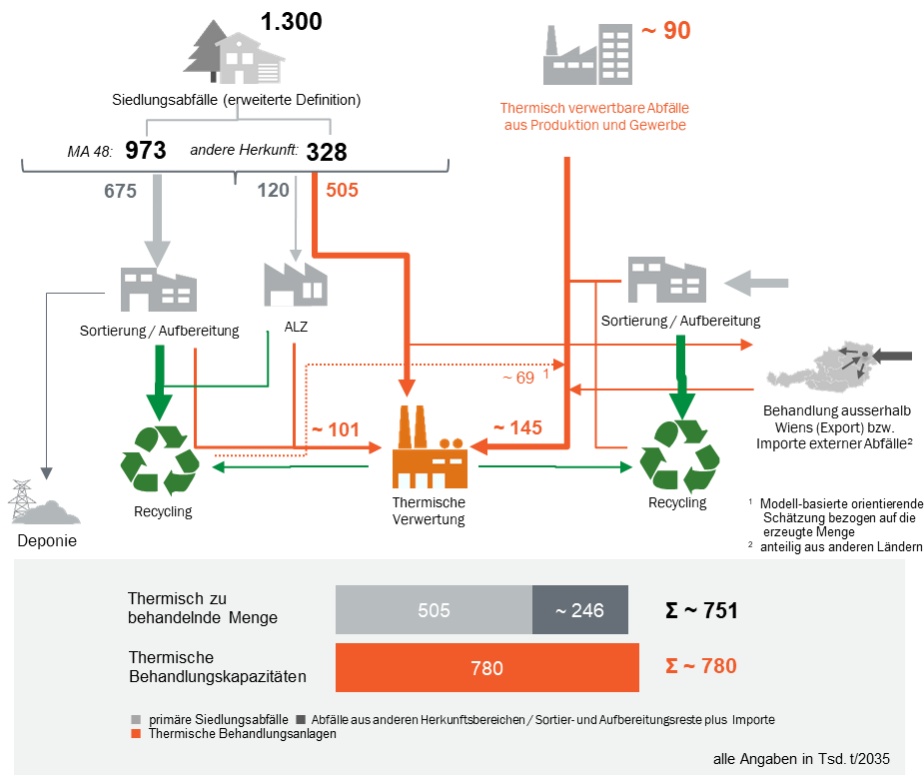 1.300
~ 90
Siedlungsabfälle (erweiterte Definition)
Thermisch verwertbare Abfälle
aus Produktion und Gewerbe
MA 48: 973 andere Herkunft: 328
675 120 505
Sortierung / Aufbereitung
ALZ
Sortierung / Aufbereitung
~ 69 ¹
Behandlung ausserhalb
Wiens (Export) bzw.
Importe externer Abfälle²
~ 101
~ 145
Recycling
Thermische
Verwertung
Recycling
Deponie
¹ Modell-basierte orientierende
Schätzung bezogen auf die
erzeugte Menge
² anteilig aus anderen Ländern
Thermisch zu
behandelnde Menge
505 ~ 246 Σ ~ 751
Thermische
Behandlungskapazitäten
780 Σ ~ 780
primäre Siedlungsabfälle Abfälle aus anderen Herkunftsbereichen / Sortier- und Aufbereitungsreste plus Importe
Thermische Behandlungsanlagen
alle Angaben in Tsd. t/2035